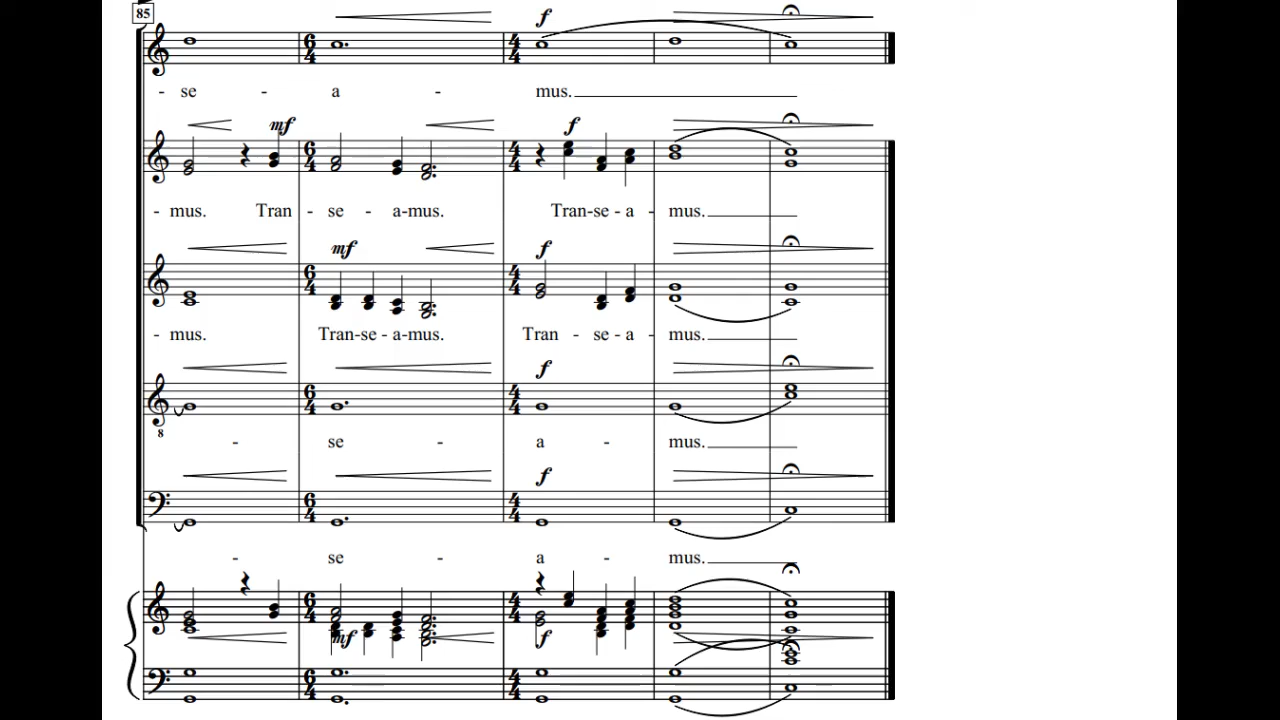 85
f
- se - a - mus.
mf f
- mus. Tran - se - a-mus. Tran-se - a - mus.
mf f
- mus. Tran-se - a-mus. Tran - se - a - mus.
f
8
- se - a - mus.
f
- se - a - mus.
mf f